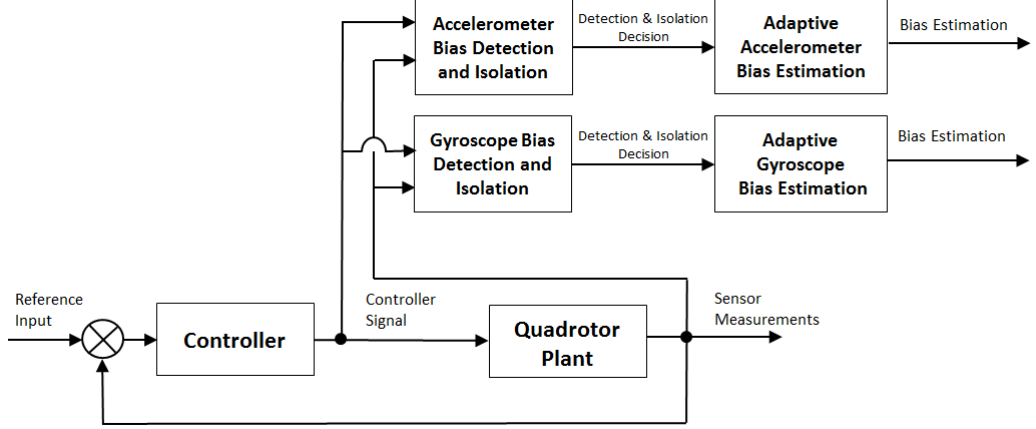 Accelerometer
Bias Detection
and Isolation
Detection & Isolation
Decision
Adaptive
Accelerometer
Bias Estimation
Bias Estimation
Gyroscope Bias
Detection and
Isolation
Detection & Isolation
Decision
Adaptive
Gyroscope
Bias Estimation
Bias Estimation
Reference
Input
Controller
Controller
Signal
Quadrotor
Plant
Sensor
Measurements